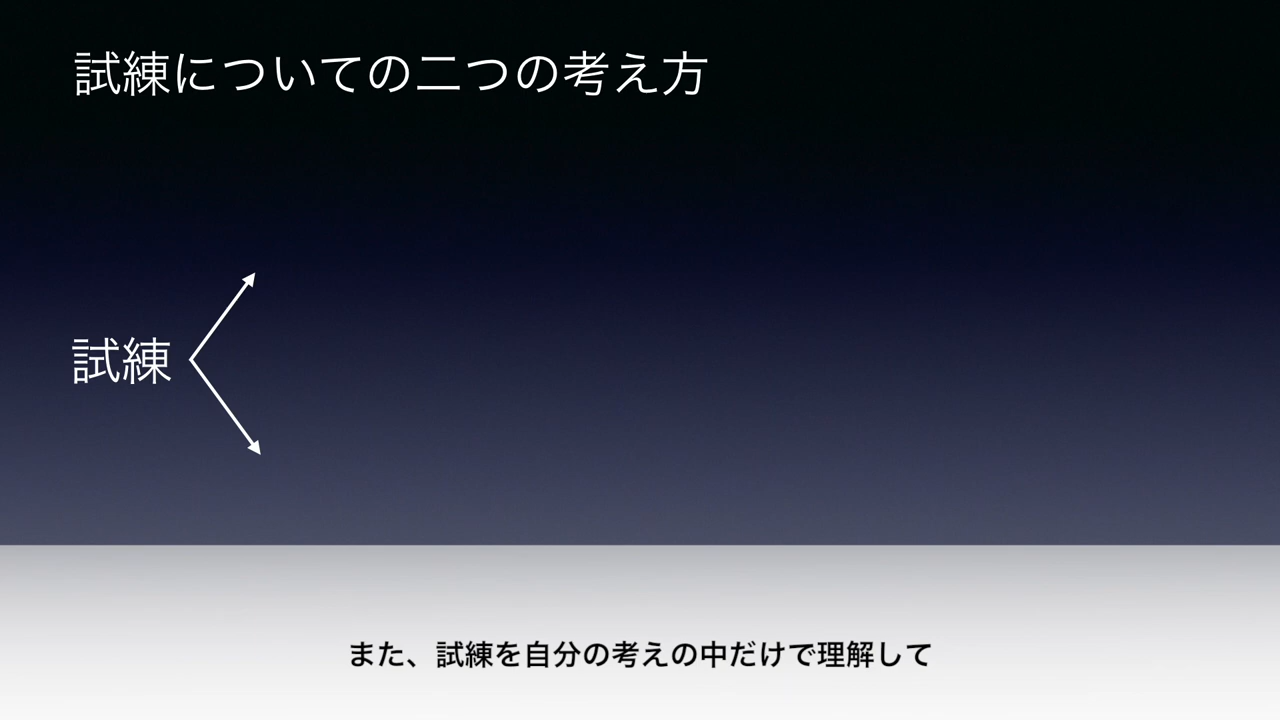 試練についての二つの考え方
試練
また、試練を自分の考えの中だけで理解して